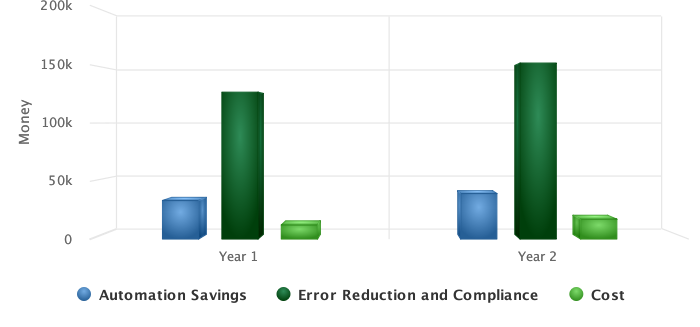 200k
150k
100k
50k
0
Money
Year 1
Year 2
Automation Savings
Error Reduction and Compliance
Cost